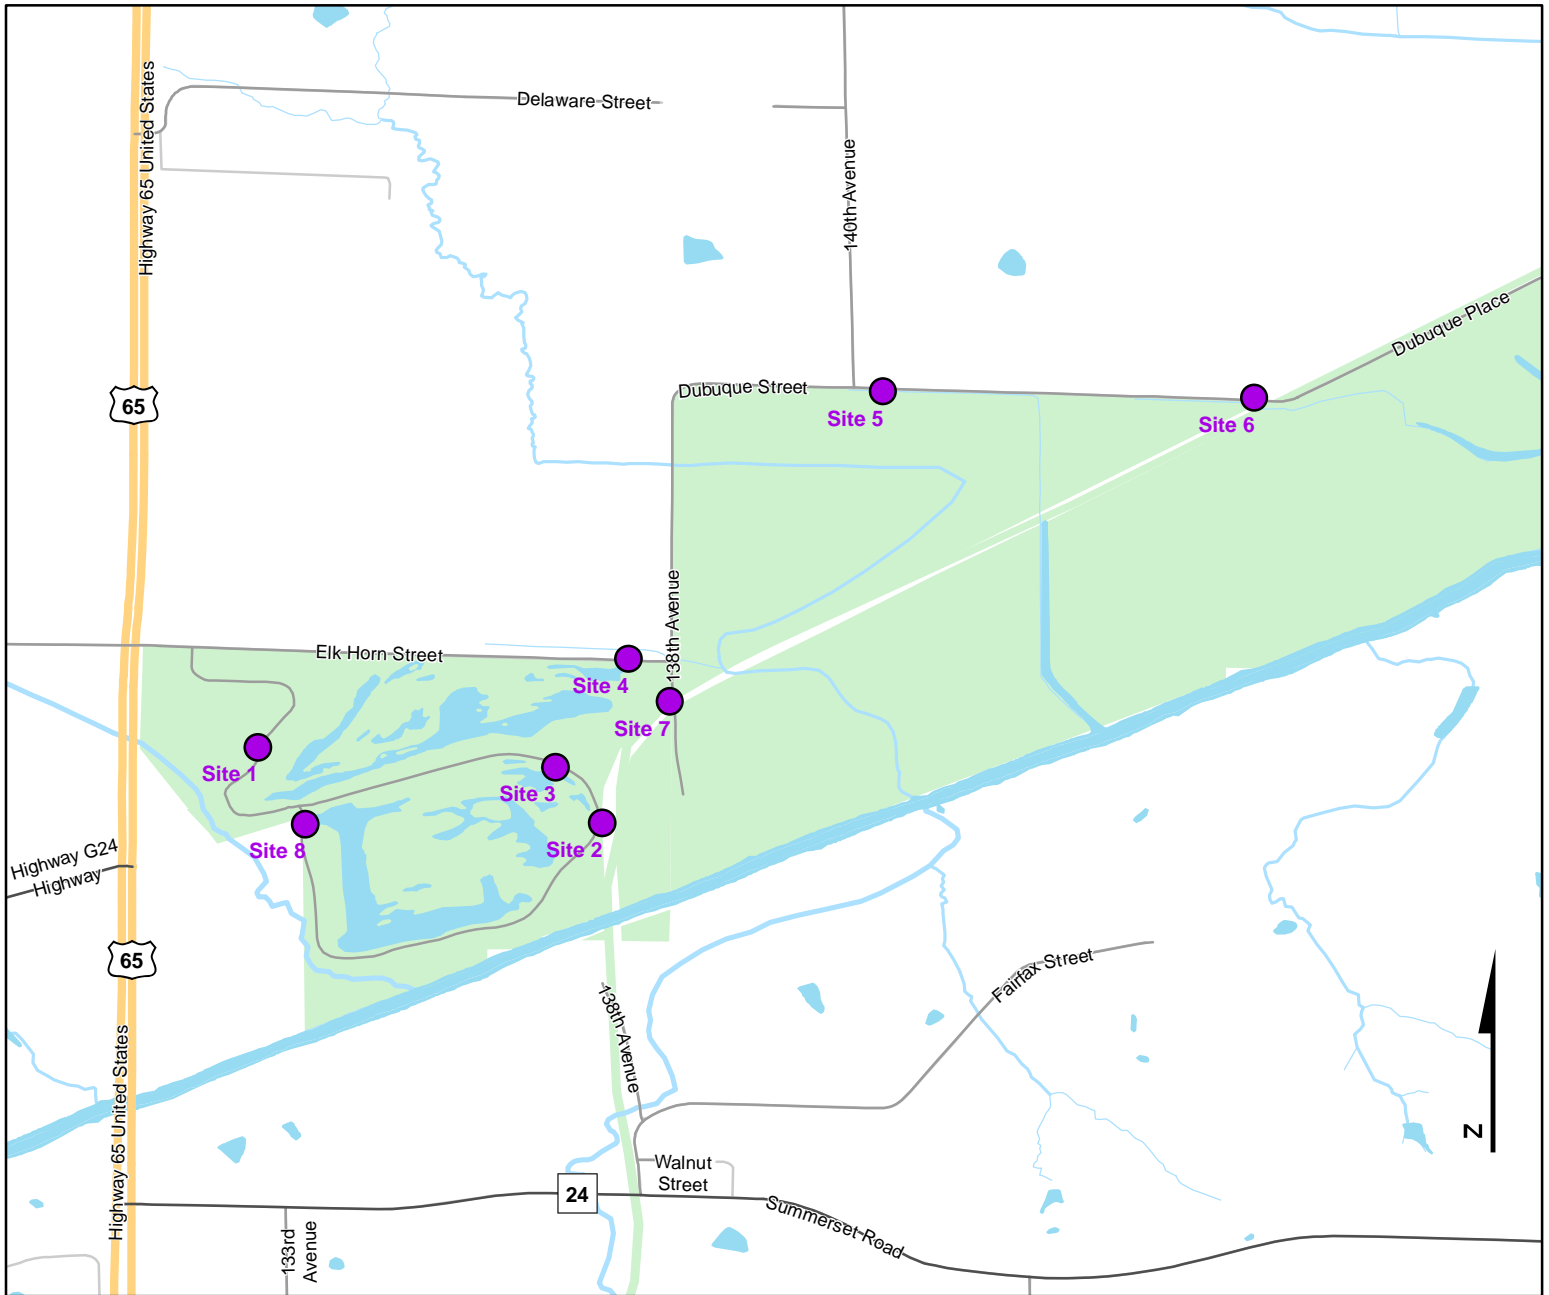 Delaware Street
Highway 65 United States
140th Avenue
Dubuque Place
Dubuque Street
65
Site 5
Site 6
138th Avenue
Elk Horn Street
Site 4
Site 7
Site 1
Site 3
Site 8
Site 2
Highway G24
Highway
65
Fairfax Street
138th Avenue
Highway 65 United States
N
Walnut
Street
24
Summerset Road
133rd
Avenue